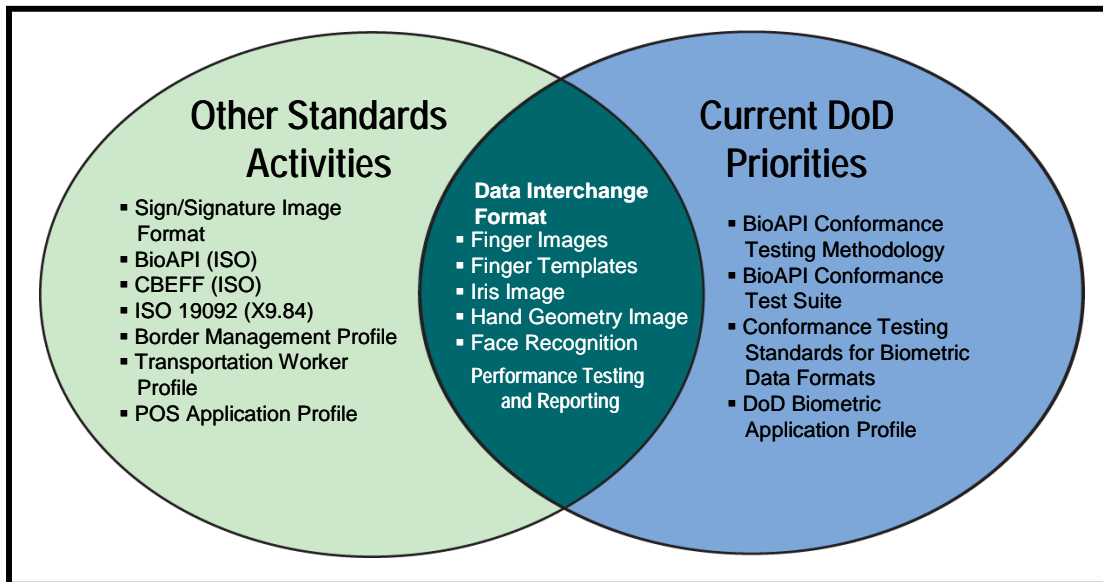 Other Standards
Activities
▪ Sign/Signature Image
Format
▪ BioAPI (ISO)
▪ CBEFF (ISO)
▪ ISO 19092 (X9.84)
▪ Border Management Profile
▪ Transportation Worker
Profile
▪ POS Application Profile
Data Interchange
Format
▪ Finger Images
▪ Finger Templates
▪ Iris Image
▪ Hand Geometry Image
▪ Face Recognition
Performance Testing
and Reporting
Current DoD
Priorities
▪ BioAPI Conformance
Testing Methodology
▪ BioAPI Conformance
Test Suite
▪ Conformance Testing
Standards for Biometric
Data Formats
▪ DoD Biometric
Application Profile